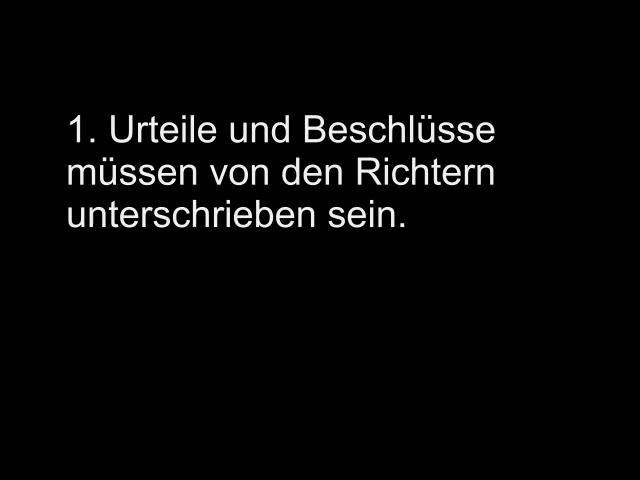 1. Urteile und Beschlüsse
müssen von den Richtern
unterschrieben sein.